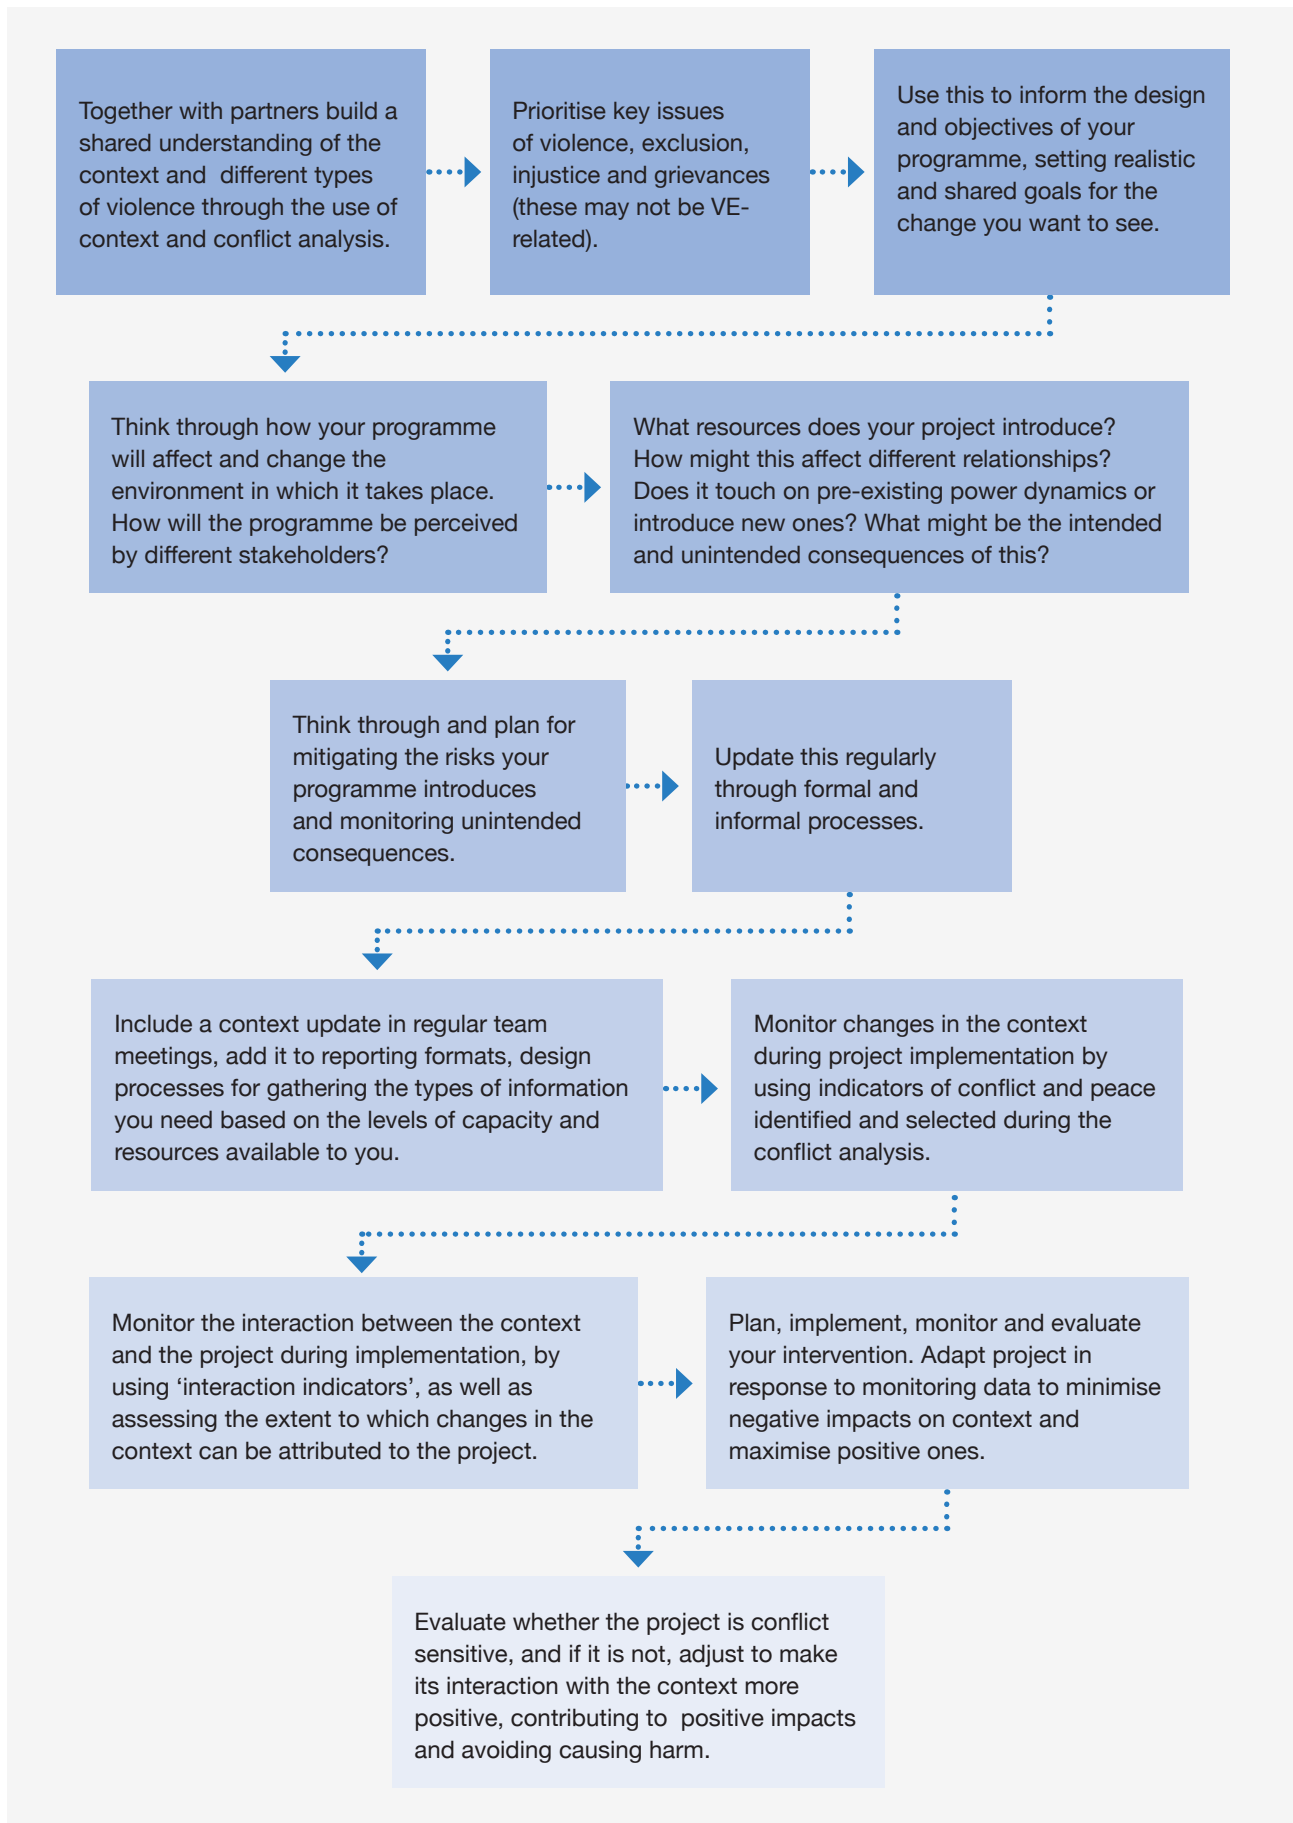 Together with partners build a
shared understanding of the
context and  different types
of violence through the use of
context and conflict analysis.
Prioritise key issues
of violence, exclusion,
injustice and grievances
(these may not be VE-
related).
Use this to inform the design
and objectives of your
programme, setting realistic
and shared goals for the
change you want to see.
Think through how your programme
will affect and change the
environment in which it takes place.
How will the programme be perceived
by different stakeholders?
What resources does your project introduce?
How might this affect different relationships?
Does it touch on pre-existing power dynamics or
introduce new ones? What might be the intended
and unintended consequences of this?
Think through and plan for
mitigating the risks your
programme introduces
and monitoring unintended
consequences.
Update this regularly
through formal and
informal processes.
Include a context update in regular team
meetings, add it to reporting formats, design
processes for gathering the types of information
you need based on the levels of capacity and
resources available to you.
Monitor changes in the context
during project implementation by
using indicators of conflict and peace
identified and selected during the
conflict analysis.
Monitor the interaction between the context
and the project during implementation, by
using ‘interaction indicators’, as well as
assessing the extent to which changes in the
context can be attributed to the project.
Plan, implement, monitor and evaluate
your intervention. Adapt project in
response to monitoring data to minimise
negative impacts on context and
maximise positive ones.
Evaluate whether the project is conflict
sensitive, and if it is not, adjust to make
its interaction with the context more
positive, contributing to  positive impacts
and avoiding causing harm.